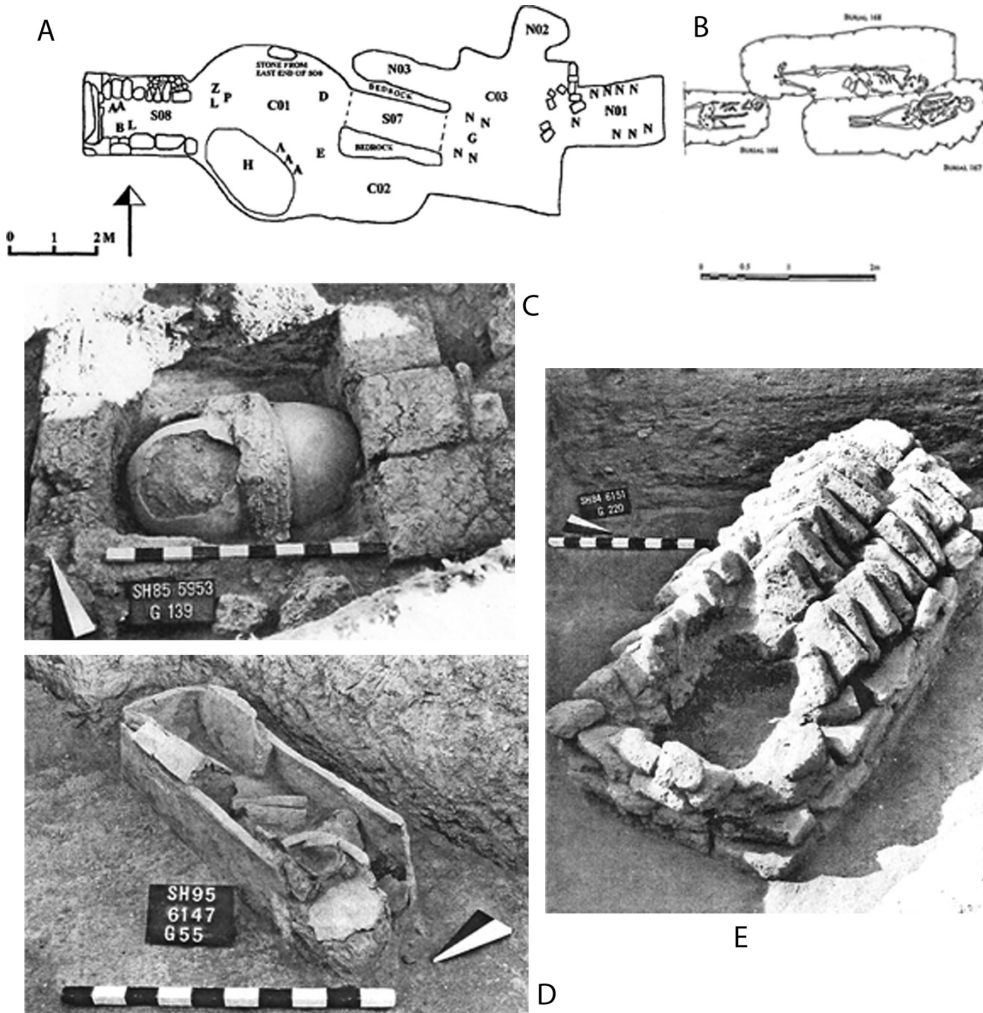 A
STONE FROM
EAST END OF S08
N02
N03
BEDROCK
Z
L P
C01
D
C03
AA
S08
B L
S07
N N N N
N01
N
N N
N
G
N N N
N N
BEDROCK
A
A
A
H
E
C02
0 1 2 M
B
BURIAL 168
BURIAL 166
BURIAL 167
0 0.5 1 2m
C
SH85 5953
G 139
SH84 6151
G 220
SH95
6147
G55
D
E